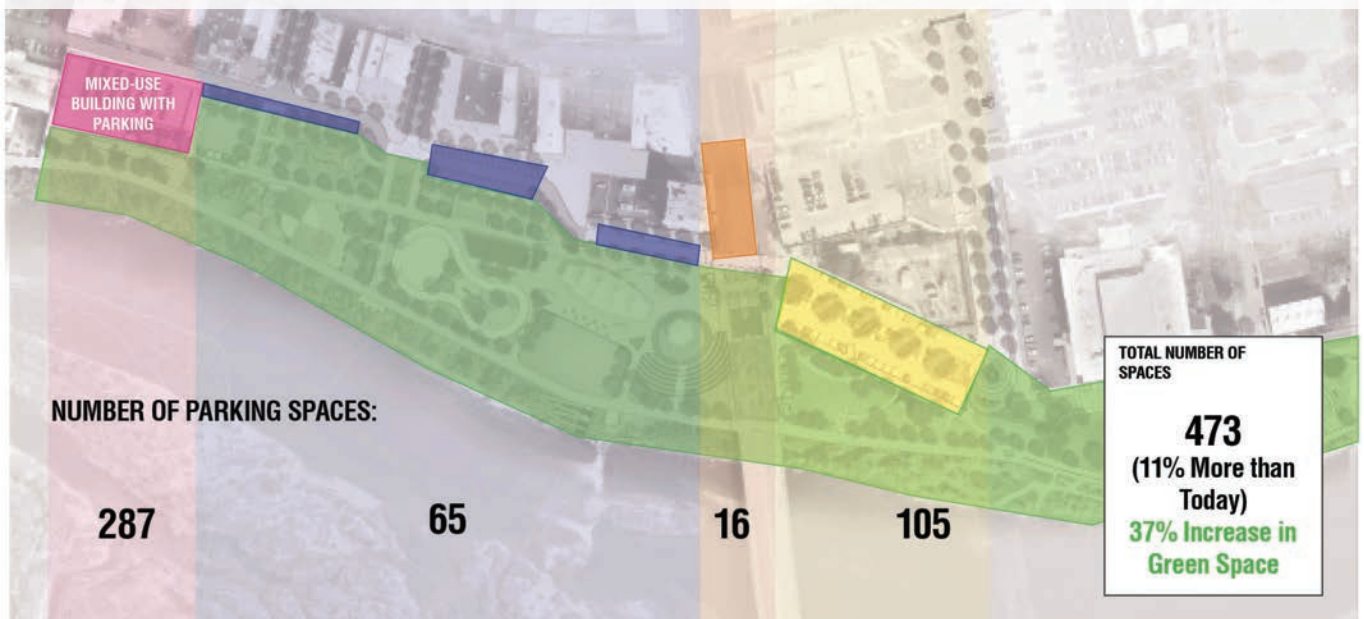 MIXED-USE
BUILDING WITH
PARKING
NUMBER OF PARKING SPACES:
287
65
16
105
TOTAL NUMBER OF
SPACES
473
(11% More than
Today)
37% Increase in
Green Space